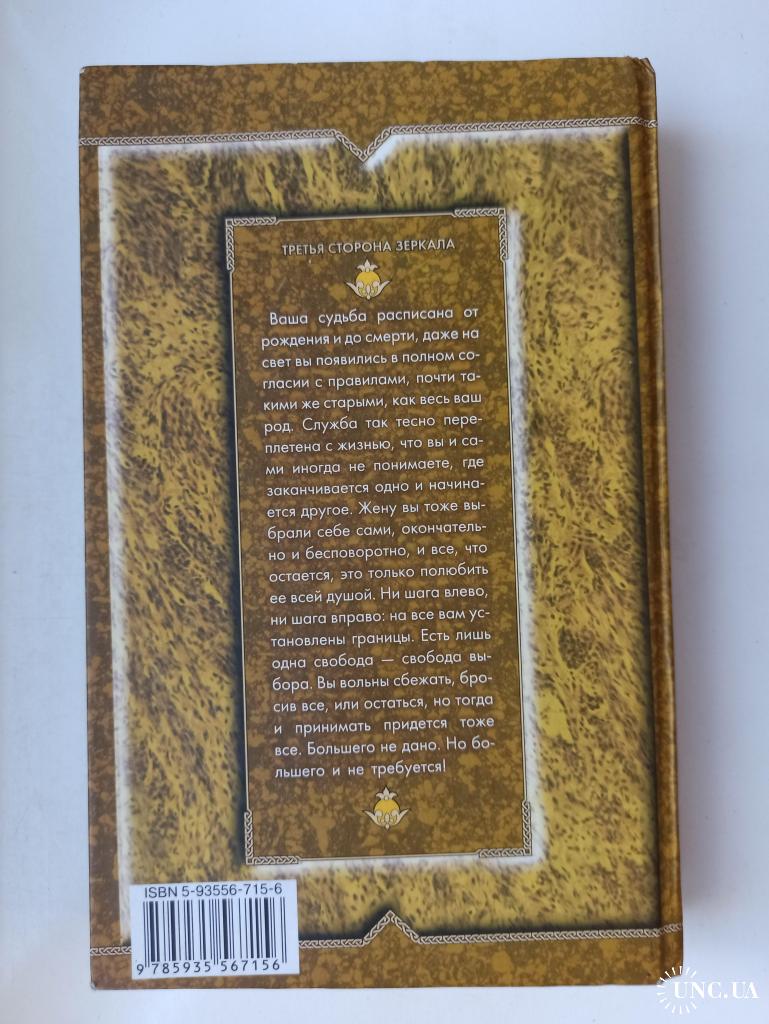 ТРЕТЬЯ СТОРОНА ЗЕРКАЛА
Ваша судьба расписана от
рождения и до смерти, даже на
свет вы появились в полном со-
гласии с правилами, почти та-
кими же старыми, как весь ваш
род. Служба так тесно пере-
плетена с жизнью, что вы и са-
ми иногда не понимаете, где
заканчивается одно и начина-
ется другое. Жену вы тоже вы-
брали себе сами, окончатель-
но и бесповоротно, и все, что
остается, это только полюбить
ее всей душой. Ни шага влево,
ни шага вправо: на все вам ус-
тановлены границы. Есть лишь
одна свобода — свобода вы-
бора. Вы вольны сбежать, бро-
сив все, или остаться, но тогда
и принимать придется тоже
все. Большего не дано. Но бо-
льшего и не требуется!
ISBN 5-93556-715-6
9 785935 567156
UNC.UA